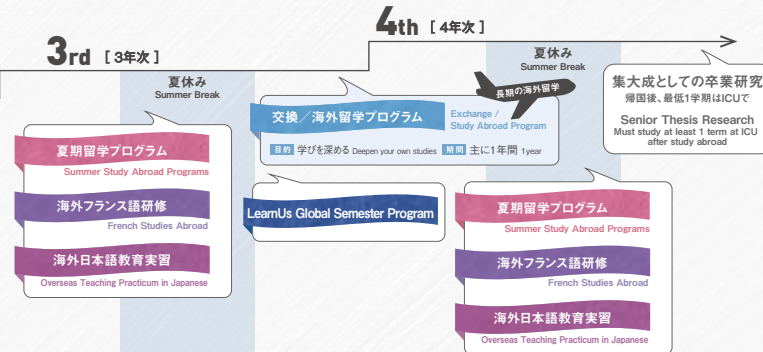 3rd [ 3年次 ]
夏休み
Summer Break
夏期留学プログラム
Summer Study Abroad Programs
海外フランス語研修
French Studies Abroad
海外日本語教育実習
Overseas Teaching Practicum in Japanese
4th [ 4年次 ]
夏休み
Summer Break
長期の海外留学
交換／海外留学プログラム
Exchange /
Study Abroad Program
目的 学びを深める Deepen your own studies 期間 主に1年間 1year
LearnUs Global Semester Program
夏期留学プログラム
Summer Study Abroad Programs
海外フランス語研修
French Studies Abroad
海外日本語教育実習
Overseas Teaching Practicum in Japanese
集大成としての卒業研究
帰国後、最低1学期はICUで
Senior Thesis Research
Must study at least 1 term at ICU
after study abroad